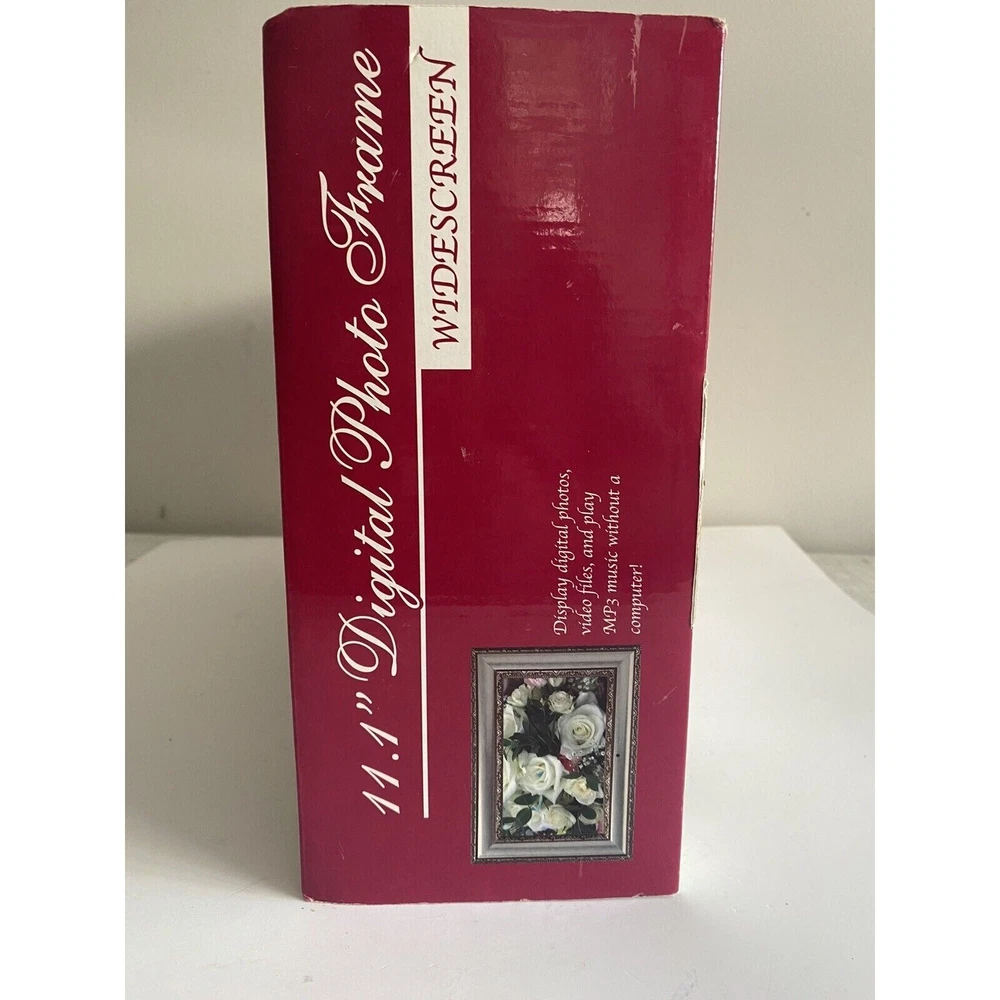 11.1" Digital Photo Frame
WIDESCREEN
Display digital photos,
video files, and play
MP3 music without a
computer!